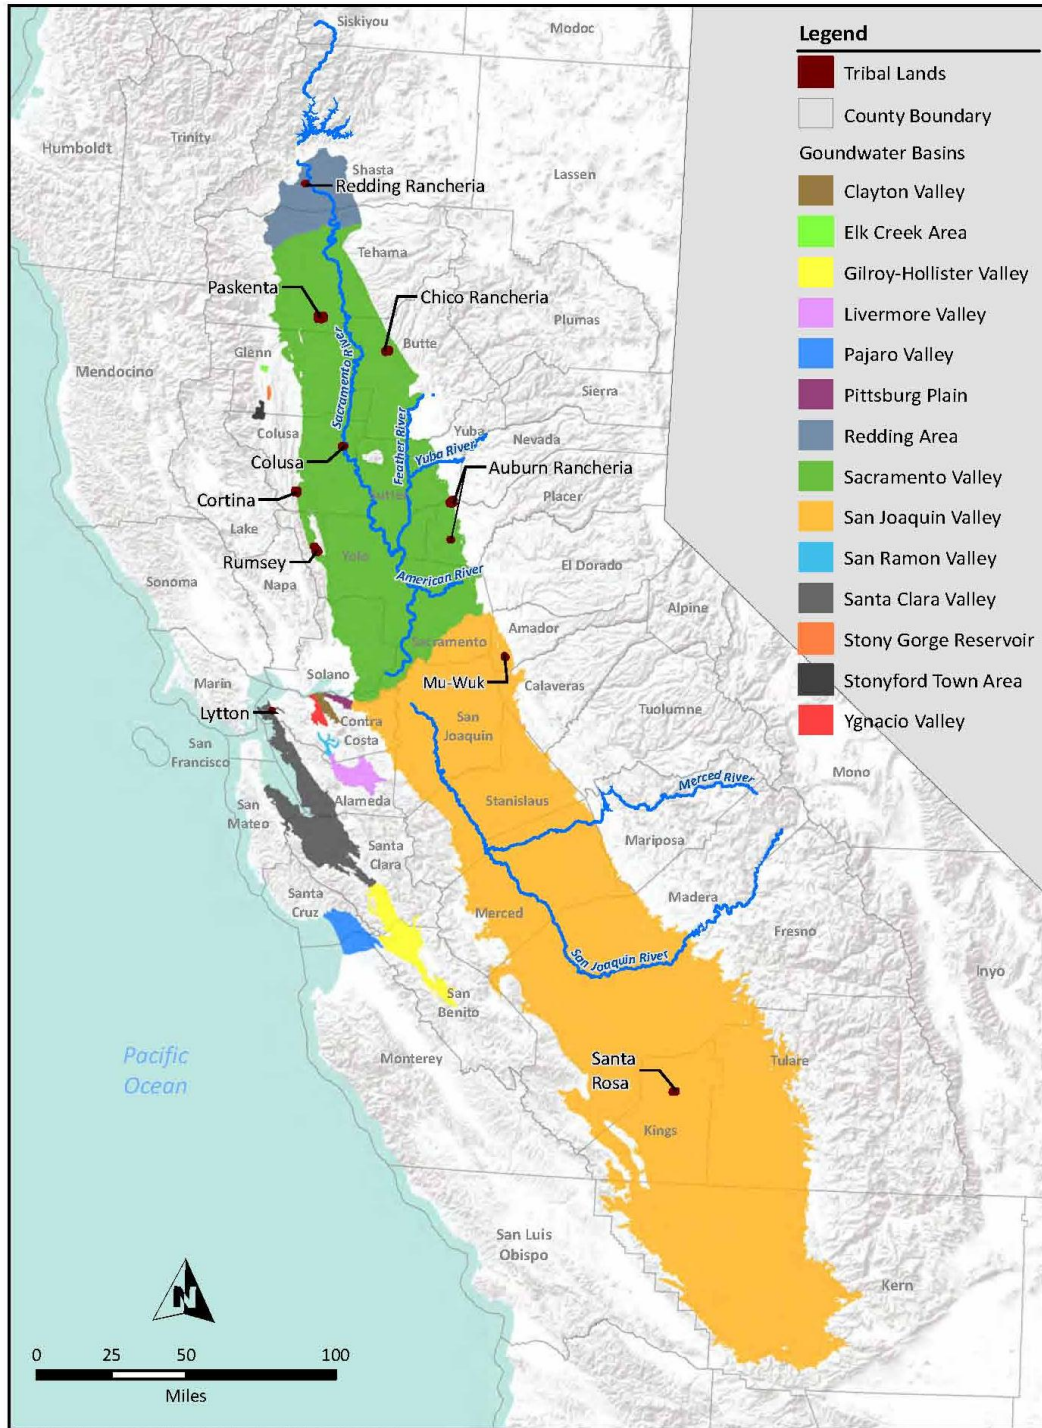 Siskiyou
Modoc
Trinity
Humboldt
Shasta
Lassen
Redding Rancheria
Tehama
Paskenta
Chico Rancheria
Plumas
Butte
Glenn
Mendocino
Sacramento River
Sierra
Feather River
Yuba
Nevada
Colusa
Yuba River
Colusa
Auburn Rancheria
Cortina
Sutter
Placer
Lake
Rumsey
Yolo
El Dorado
Sonoma
Napa
American River
Alpine
Amador
Sacramento
Solano
Marin
Mu-Wuk
Calaveras
Lytton
Tuolumne
Contra
Costa
San
Joaquin
San
Francisco
Mono
Merced River
San
Mateo
Alameda
Stanislaus
Mariposa
Santa
Clara
Santa
Cruz
Madera
Merced
Fresno
San Joaquin River
Inyo
San
Benito
Pacific
Ocean
Monterey
Santa
Rosa
Tulare
Kings
San Luis
Obispo
Kern
N
0 25 50 100
Miles
Legend
Tribal Lands
County Boundary
Goundwater Basins
Clayton Valley
Elk Creek Area
Gilroy-Hollister Valley
Livermore Valley
Pajaro Valley
Pittsburg Plain
Redding Area
Sacramento Valley
San Joaquin Valley
San Ramon Valley
Santa Clara Valley
Stony Gorge Reservoir
Stonyford Town Area
Ygnacio Valley